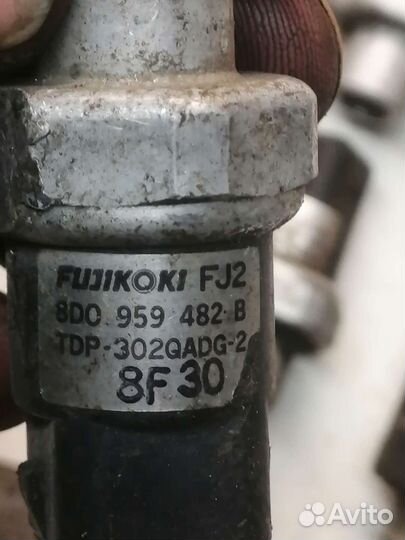 FUJIKOKI FJ2
8D0 959 482 B
TDP-302QADG-2
8F30
Avito